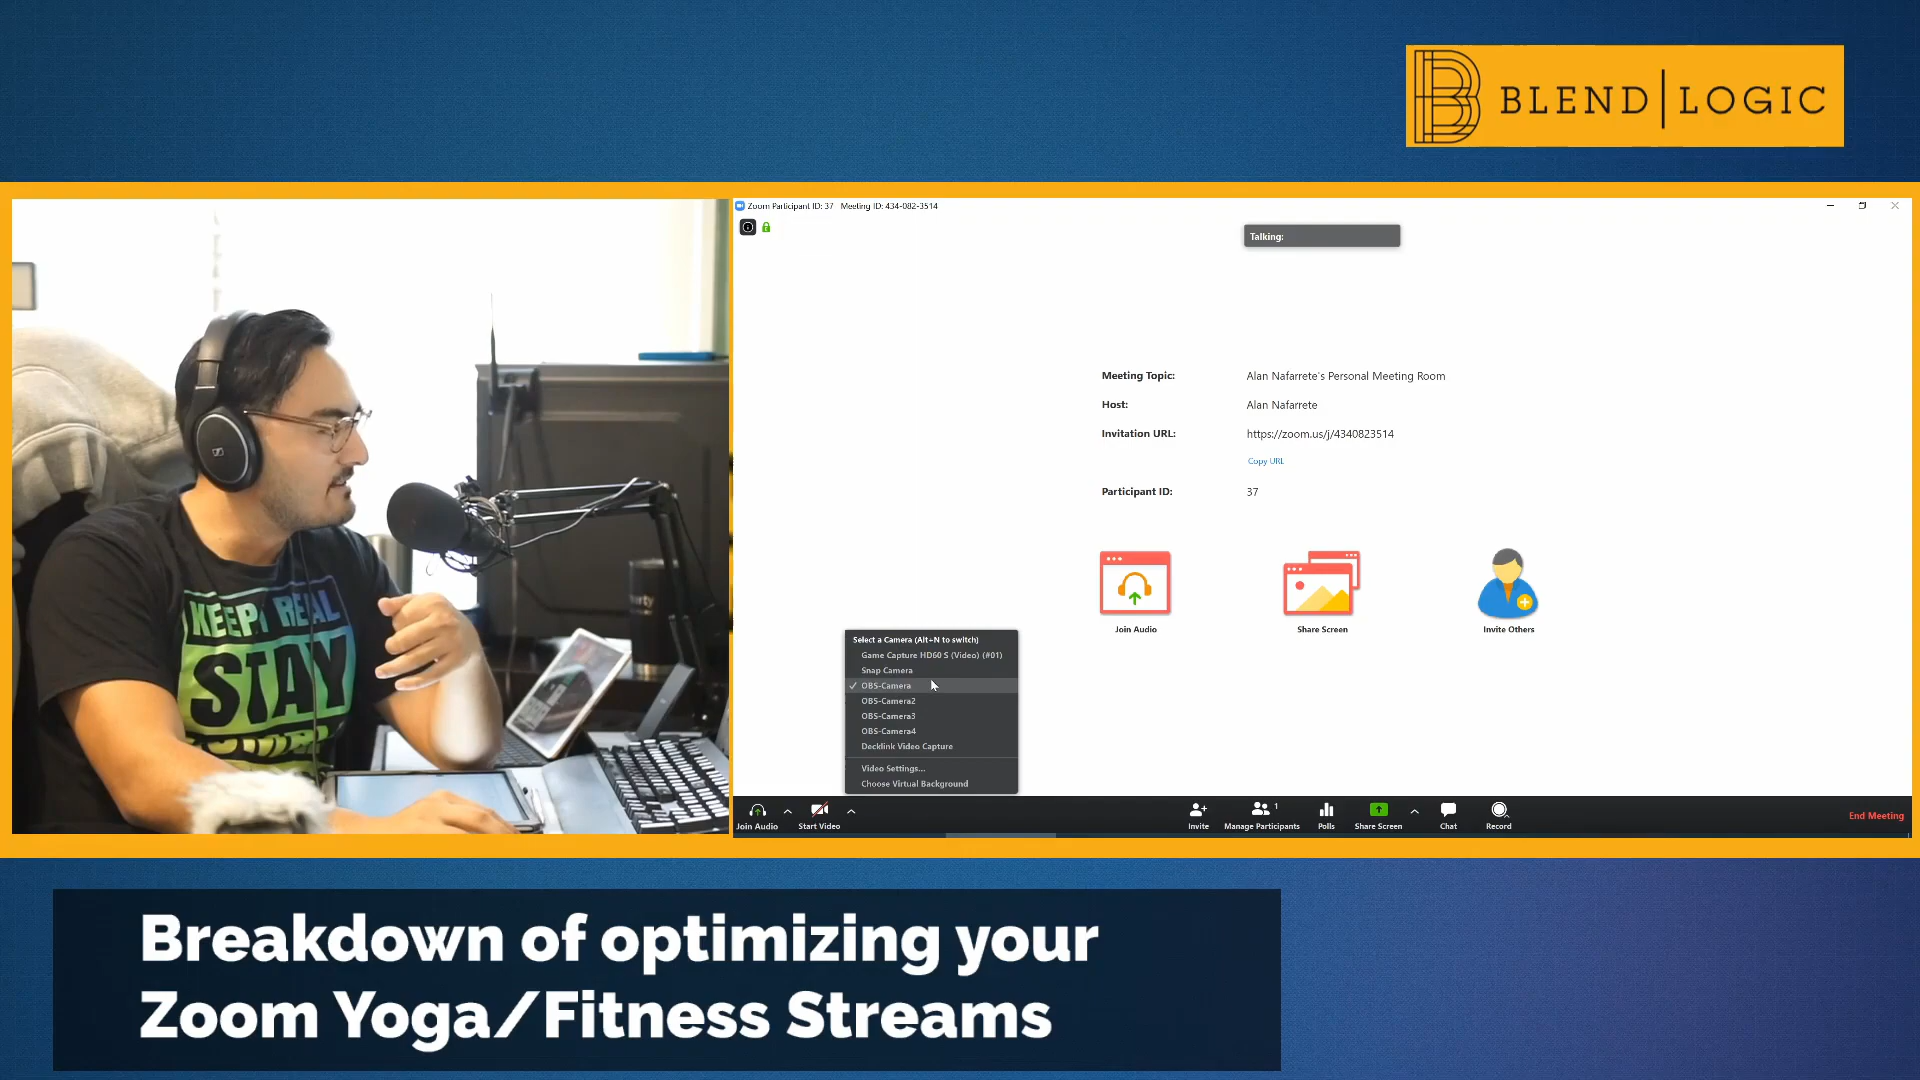 BLEND|LOGIC
Zoom Participant ID: 37 Meeting ID: 434-082-3514
Talking:
Meeting Topic: Alan Nafarrete's Personal Meeting Room
Host: Alan Nafarrete
Invitation URL: https://zoom.us/j/4340823514
Copy URL
Participant ID: 37
Join Audio
Share Screen
Invite Others
Select a Camera (Alt+N to switch)
Game Capture HD60 S (Video) (#01)
Snap Camera
✓ OBS-Camera
OBS-Camera2
OBS-Camera3
OBS-Camera4
Decklink Video Capture
Video Settings...
Choose Virtual Background
Join Audio
Start Video
Invite
Manage Participants
1
Polls
Share Screen
Chat
Record
End Meeting
KEEP REAL
STAY
Breakdown of optimizing your
Zoom Yoga/Fitness Streams